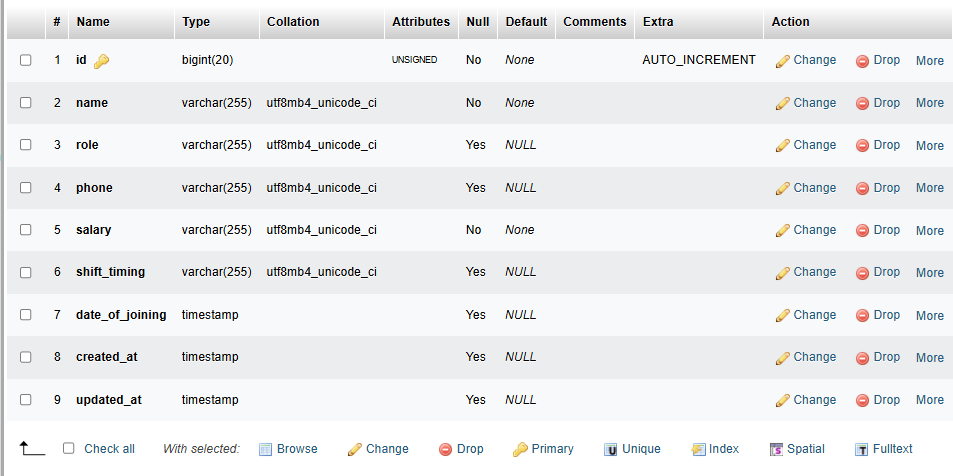 # Name Type Collation Attributes Null Default Comments Extra Action
1 id bigint(20) UNSIGNED No None AUTO_INCREMENT Change Drop More
2 name varchar(255) utf8mb4_unicode_ci No None Change Drop More
3 role varchar(255) utf8mb4_unicode_ci Yes NULL Change Drop More
4 phone varchar(255) utf8mb4_unicode_ci Yes NULL Change Drop More
5 salary varchar(255) utf8mb4_unicode_ci No None Change Drop More
6 shift_timing varchar(255) utf8mb4_unicode_ci Yes NULL Change Drop More
7 date_of_joining timestamp Yes NULL Change Drop More
8 created_at timestamp Yes NULL Change Drop More
9 updated_at timestamp Yes NULL Change Drop More
Check all With selected: Browse Change Drop Primary Unique Index Spatial Fulltext